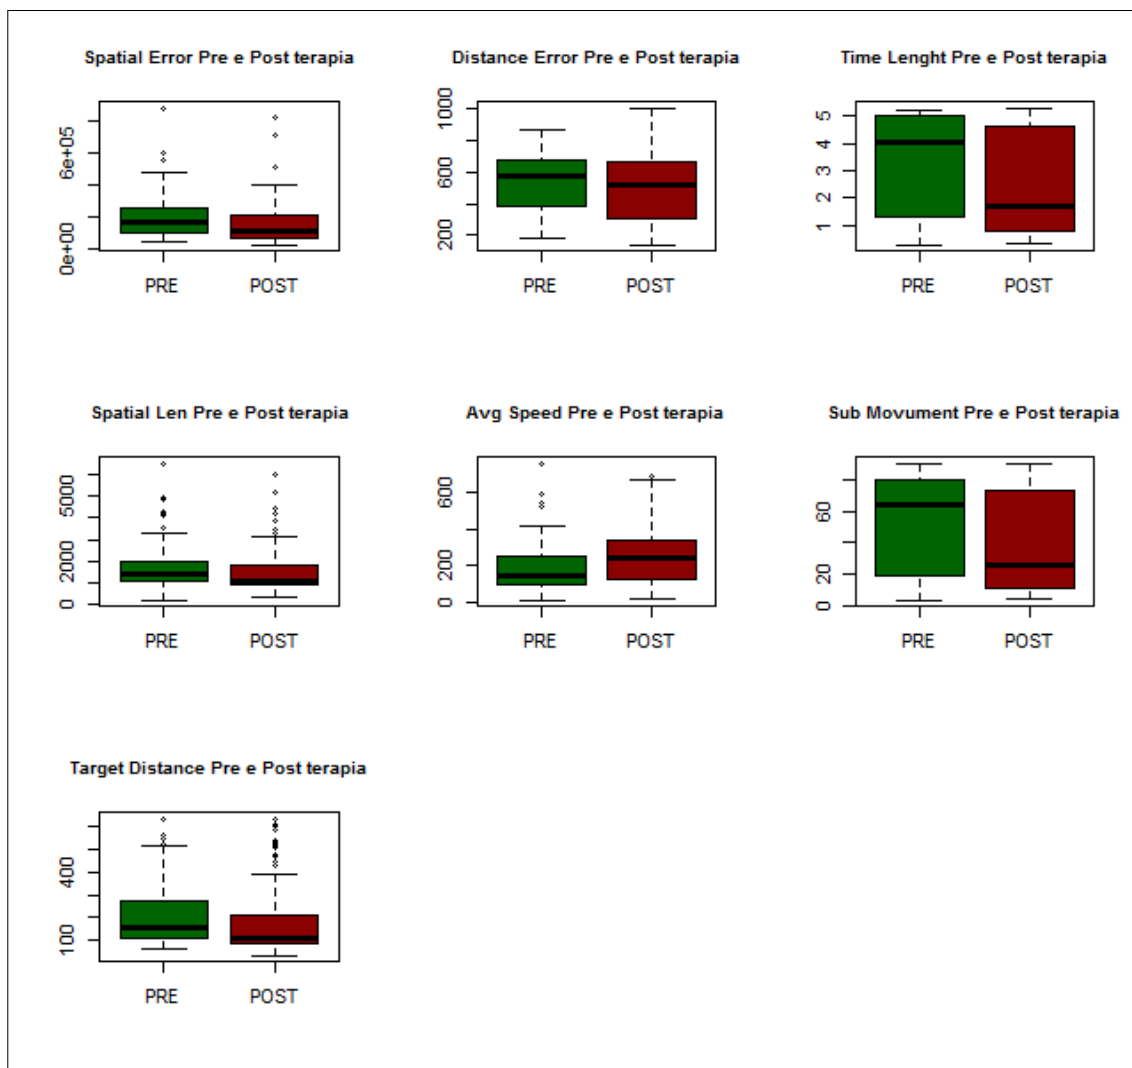 Spatial Error Pre e Post terapia
Distance Error Pre e Post terapia
Time Lenght Pre e Post terapia
0e+00 6e+05
PRE POST
200 600 1000
PRE POST
1 2 3 4 5
PRE POST
Spatial Len Pre e Post terapia
Avg Speed Pre e Post terapia
Sub Movument Pre e Post terapia
0 2000 5000
PRE POST
0 200 600
PRE POST
0 20 60
PRE POST
Target Distance Pre e Post terapia
100 400
PRE POST